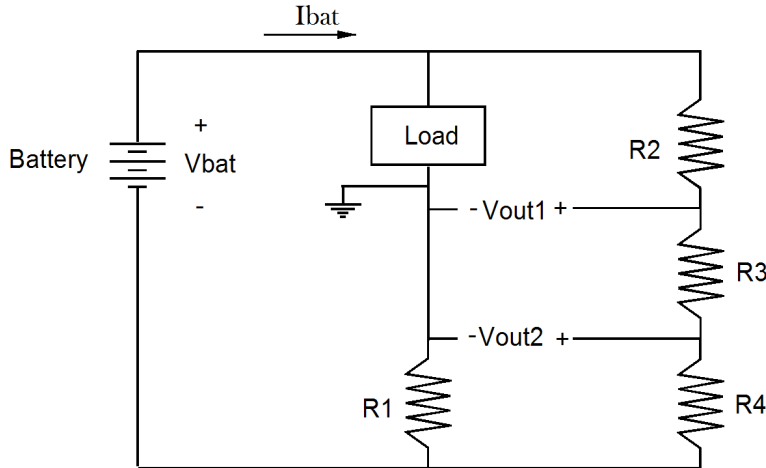 Ibat
Load
+
Battery
Vbat
-
R2
- Vout1 +
R3
-Vout2 +
R1
R4